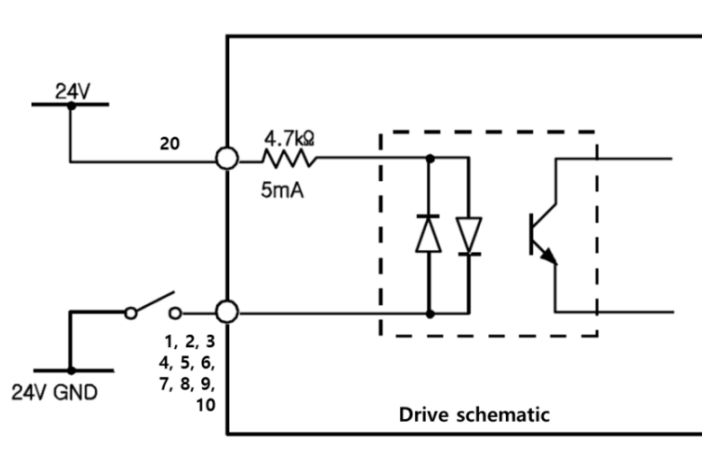 24V
20
4.7kΩ
5mA
1, 2, 3
4, 5, 6,
7, 8, 9,
10
24V GND
Drive schematic